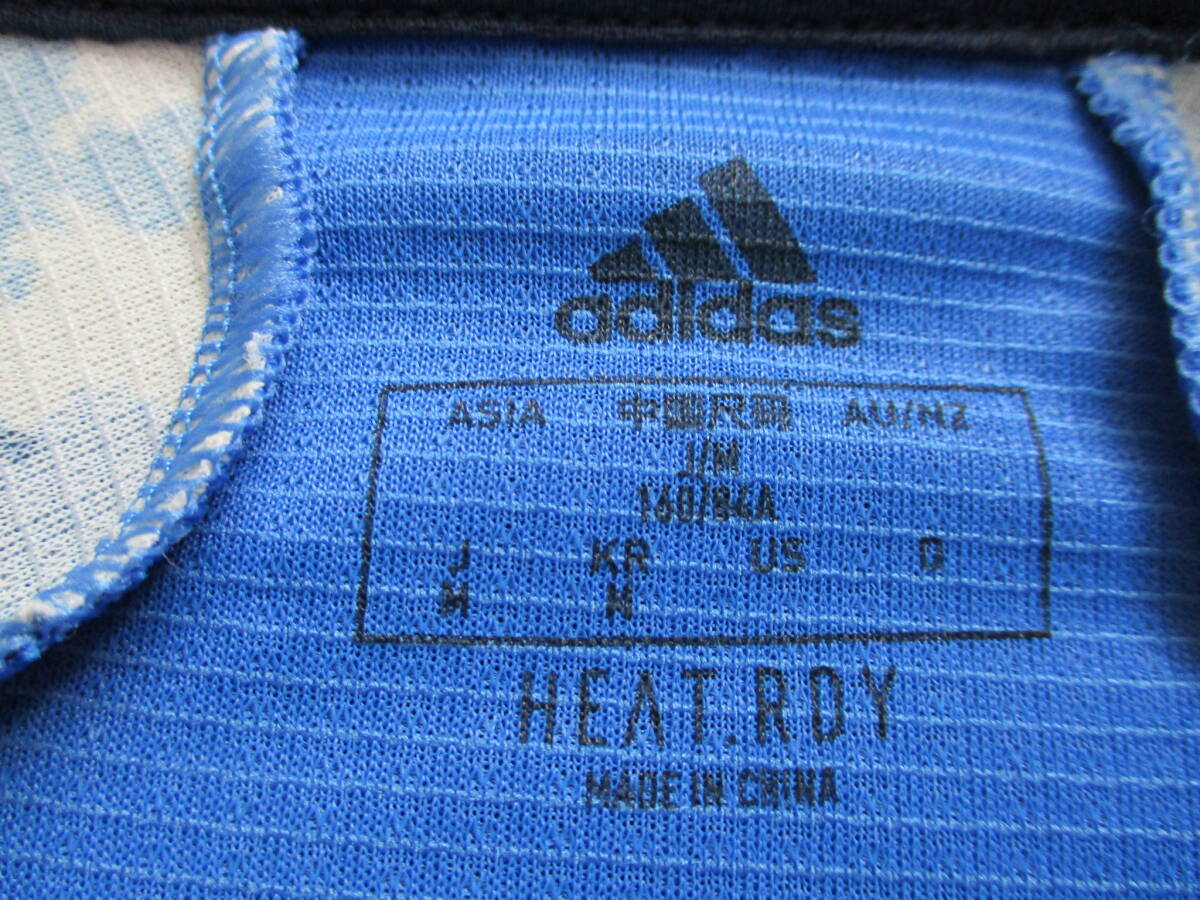 adidas
ASIA 中国尺码 AU/NZ
J/M
160/84A
J KR US D
M M
HEAT.RDY
MADE IN CHINA